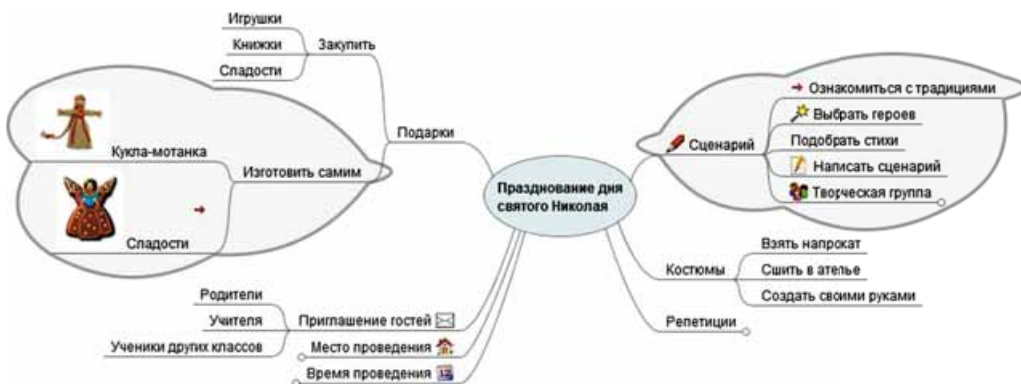 Празднование дня
святого Николая
Подарки
Закупить
Игрушки
Книжки
Сладости
Изготовить самим
Кукла-мотанка
Сладости
Приглашение гостей
Родители
Учителя
Ученики других классов
Место проведения
Время проведения
12
Сценарий
Ознакомиться с традициями
Выбрать героев
Подобрать стихи
Написать сценарий
Творческая группа
Костюмы
Взять напрокат
Сшить в ателье
Создать своими руками
Репетиции